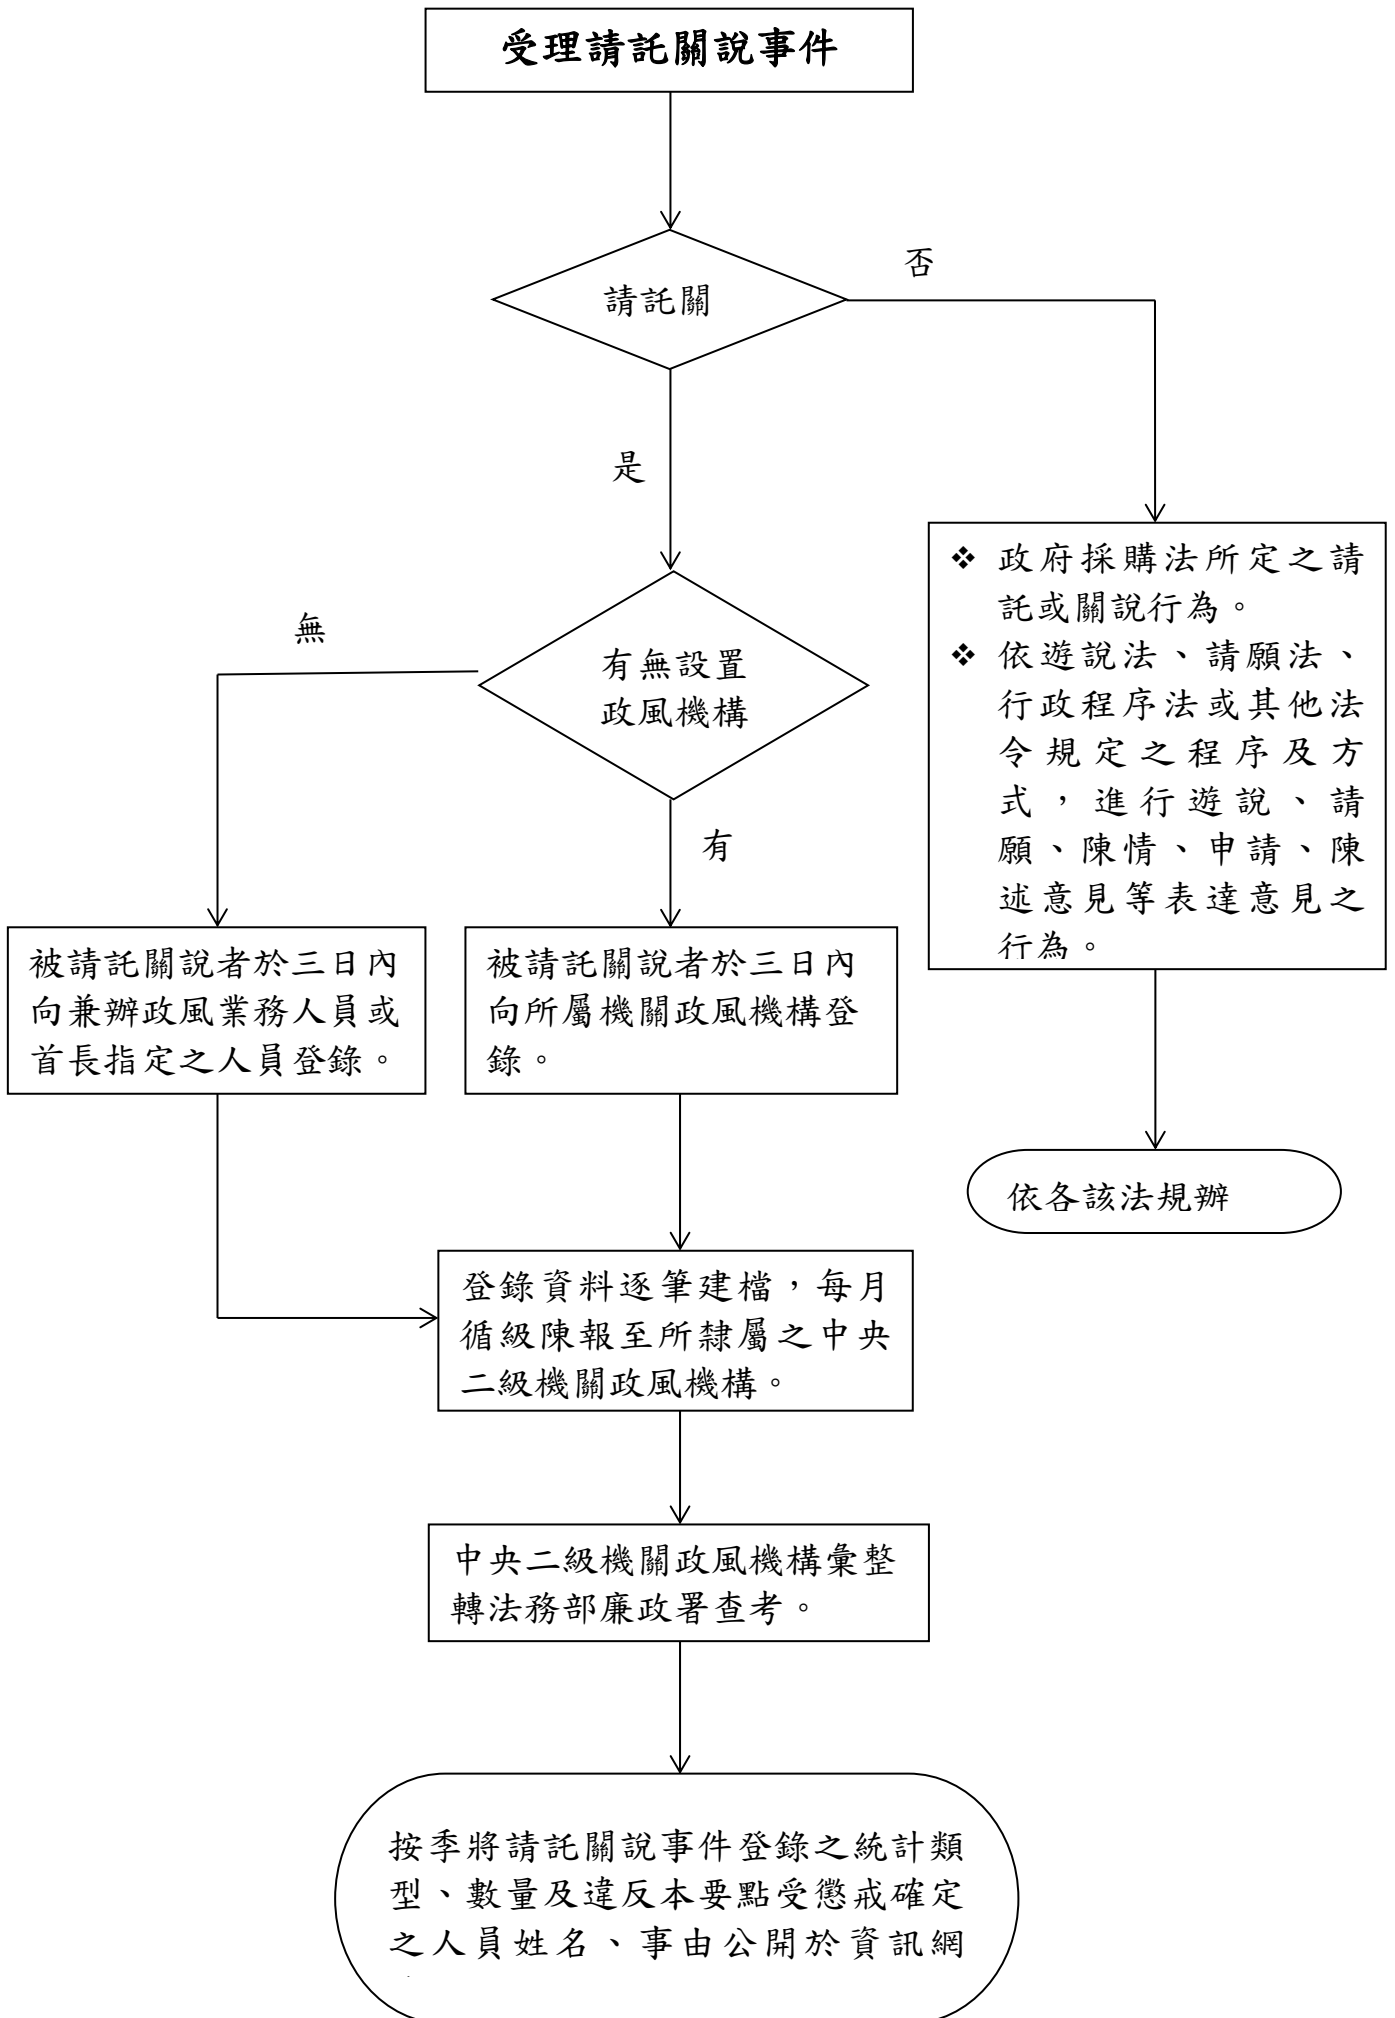 受理請託關說事件
請託關
否
是
有無設置
政風機構
無
有
❖ 政府採購法所定之請
託或關說行為。
❖ 依遊說法、請願法、
行政程序法或其他法
令規定之程序及方
式，進行遊說、請
願、陳情、申請、陳
述意見等表達意見之
行為。
依各該法規辦
被請託關說者於三日內
向兼辦政風業務人員或
首長指定之人員登錄。
被請託關說者於三日內
向所屬機關政風機構登
錄。
登錄資料逐筆建檔，每月
循級陳報至所隸屬之中央
二級機關政風機構。
中央二級機關政風機構彙整
轉法務部廉政署查考。
按季將請託關說事件登錄之統計類
型、數量及違反本要點受懲戒確定
之人員姓名、事由公開於資訊網